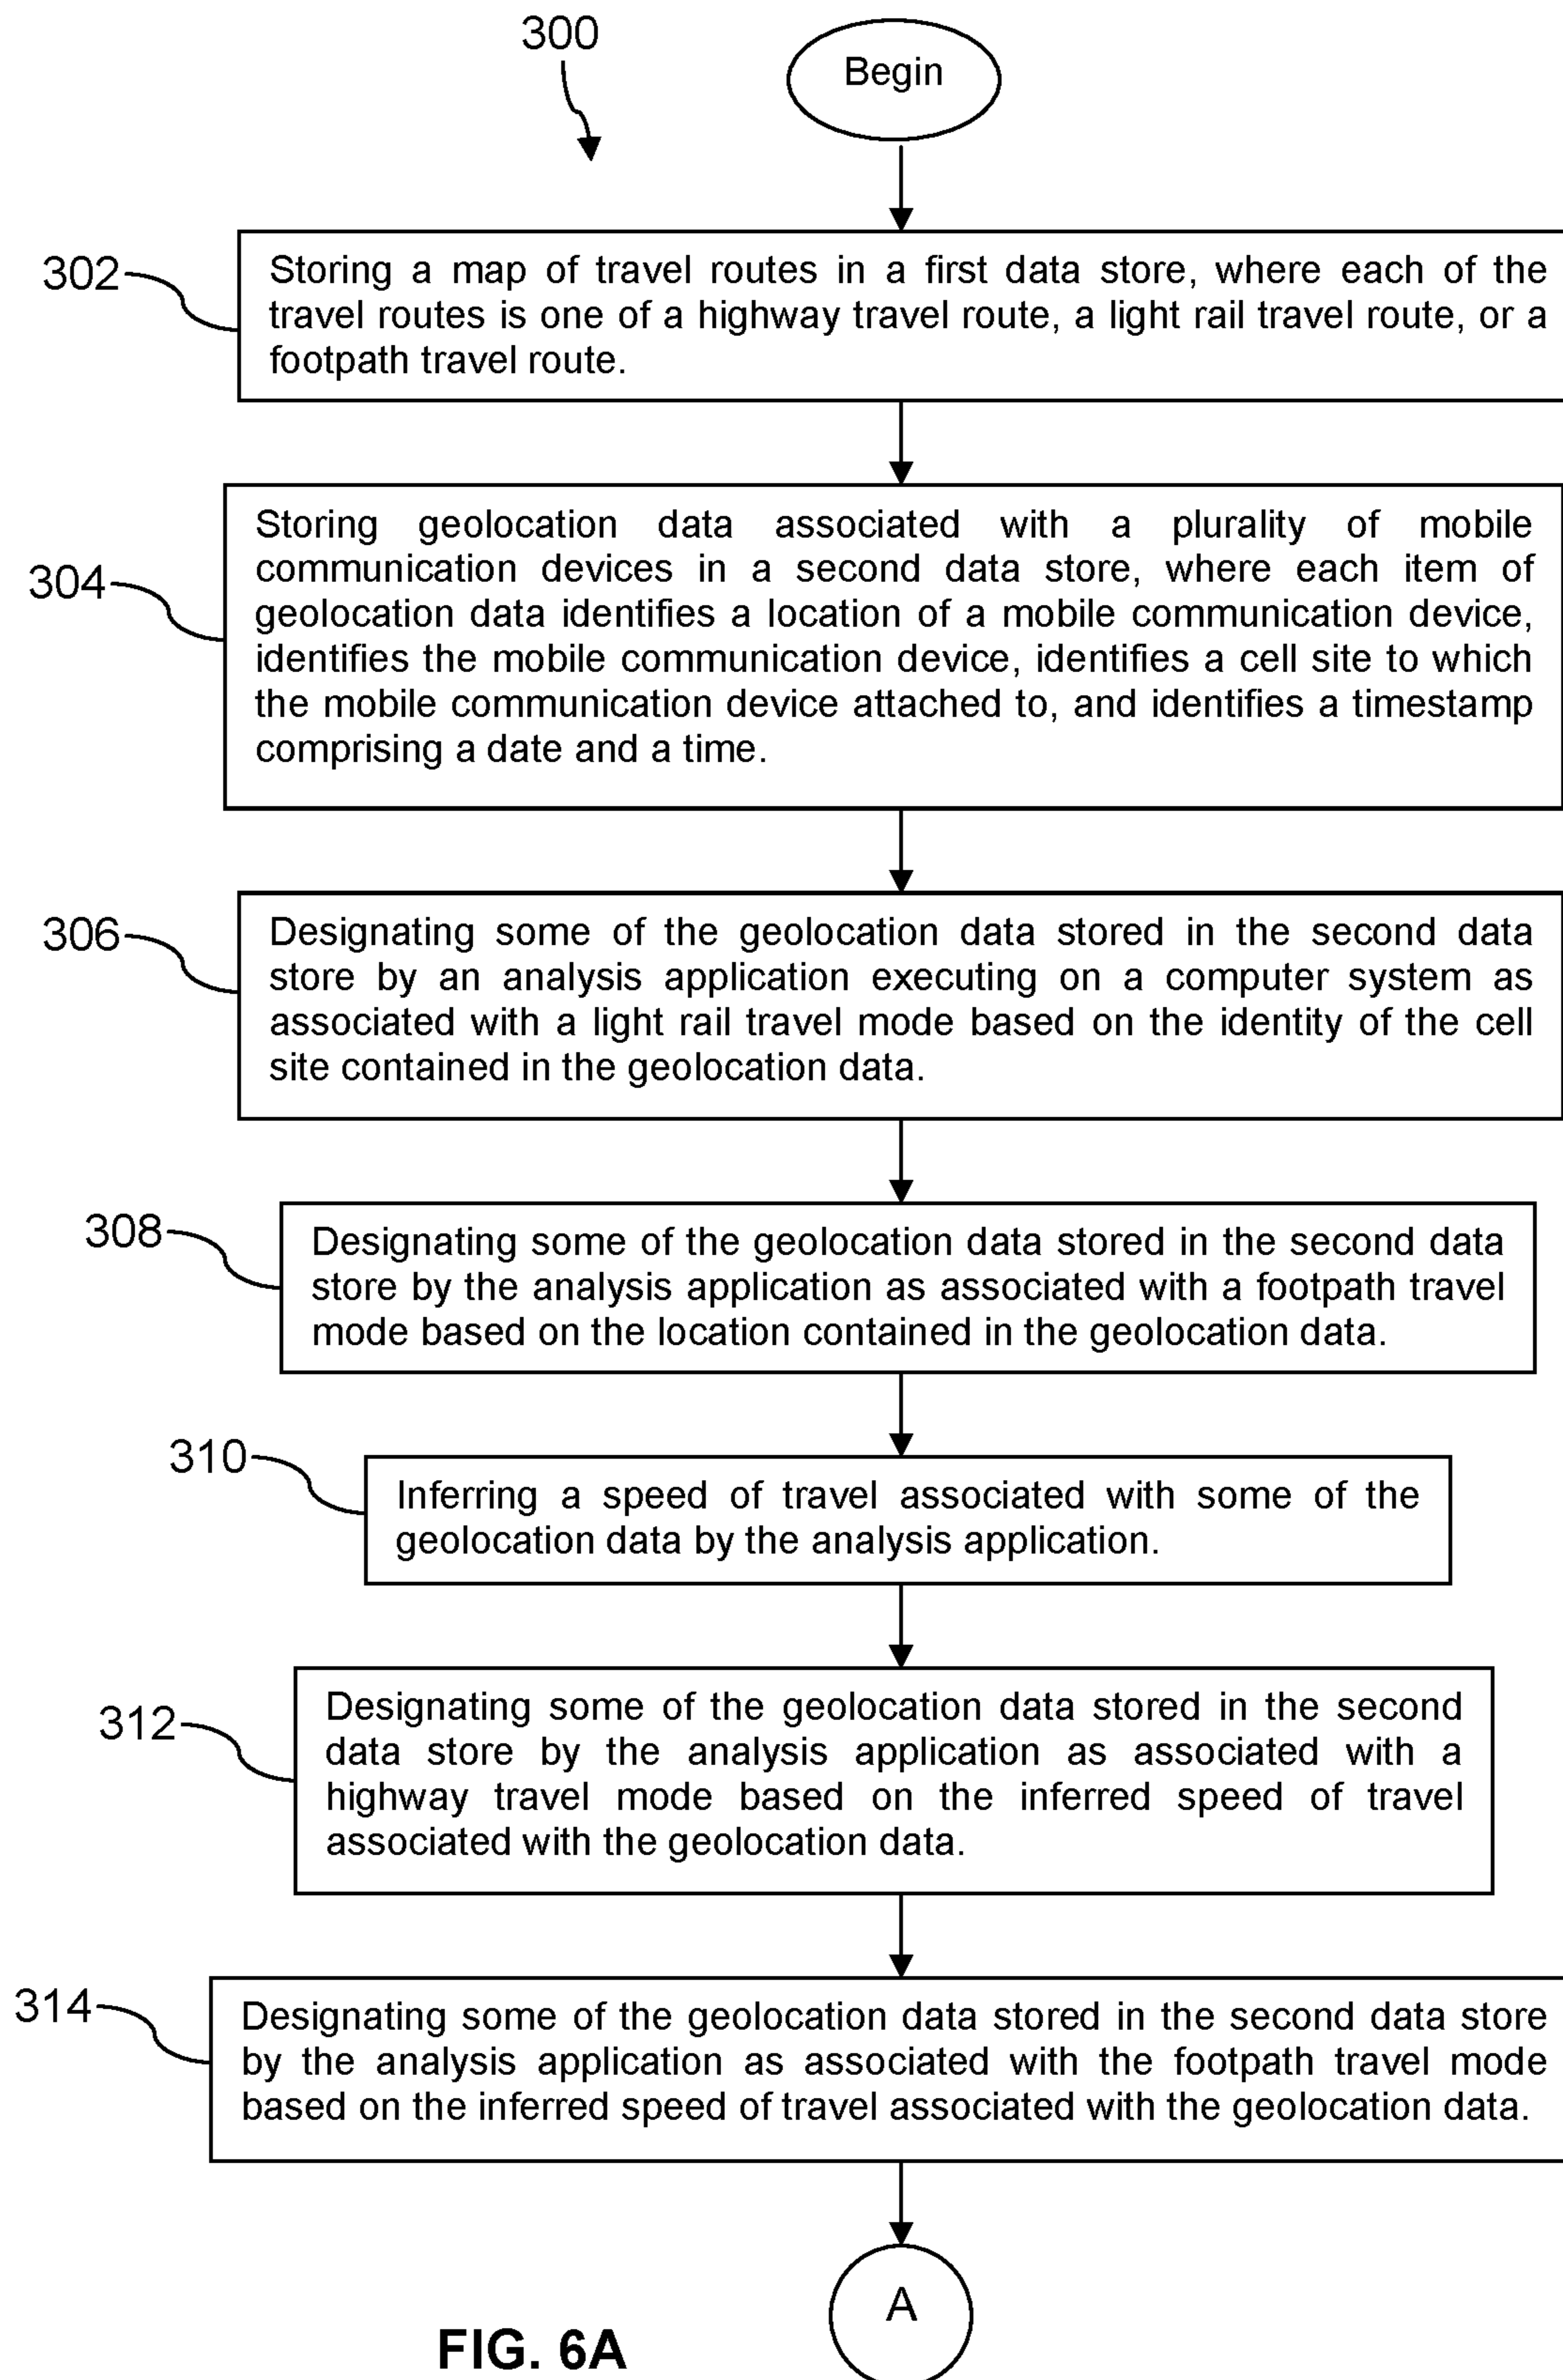 300
Begin
302
Storing a map of travel routes in a first data store, where each of the
travel routes is one of a highway travel route, a light rail travel route, or a
footpath travel route.
304
Storing geolocation data associated with a plurality of mobile
communication devices in a second data store, where each item of
geolocation data identifies a location of a mobile communication device,
identifies the mobile communication device, identifies a cell site to which
the mobile communication device attached to, and identifies a timestamp
comprising a date and a time.
306
Designating some of the geolocation data stored in the second data
store by an analysis application executing on a computer system as
associated with a light rail travel mode based on the identity of the cell
site contained in the geolocation data.
308
Designating some of the geolocation data stored in the second data
store by the analysis application as associated with a footpath travel
mode based on the location contained in the geolocation data.
310
Inferring a speed of travel associated with some of the
geolocation data by the analysis application.
312
Designating some of the geolocation data stored in the second
data store by the analysis application as associated with a
highway travel mode based on the inferred speed of travel
associated with the geolocation data.
314
Designating some of the geolocation data stored in the second data store
by the analysis application as associated with the footpath travel mode
based on the inferred speed of travel associated with the geolocation data.
A
FIG. 6A